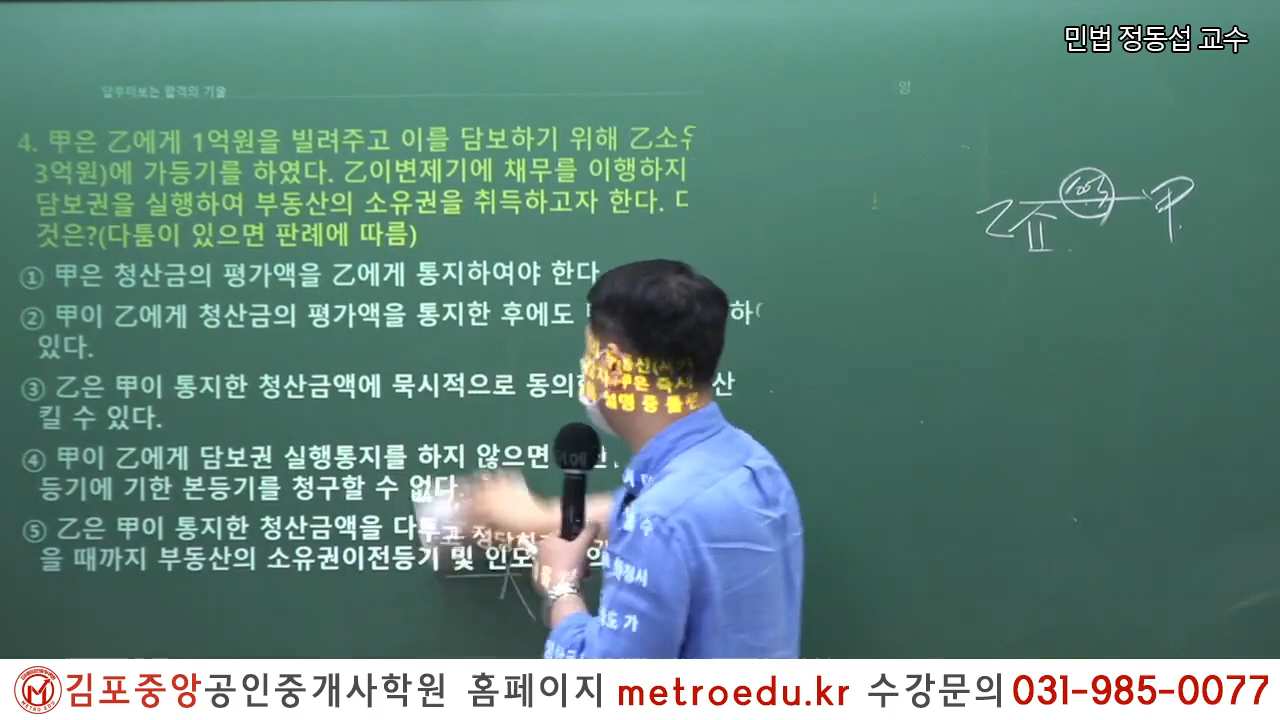 민법 정동섭 교수
앞부터보는 합격의 기술
망
4. 甲은 乙에게 1억원을 빌려주고 이를 담보하기 위해 乙소유
3억원)에 가등기를 하였다. 乙이변제기에 채무를 이행하지
담보권을 실행하여 부동산의 소유권을 취득하고자 한다. 다
것은?(다툼이 있으면 판례에 따름)
① 甲은 청산금의 평가액을 乙에게 통지하여야 한다
② 甲이 乙에게 청산금의 평가액을 통지한 후에도 하
있다.
③ 乙은 甲이 통지한 청산금액에 묵시적으로 동의 산
킬 수 있다.
④ 甲이 乙에게 담보권 실행통지를 하지 않으면
등기에 기한 본등기를 청구할 수 없다.
⑤ 乙은 甲이 통지한 청산금액을 다투고 정당
을 때까지 부동산의 소유권이전등기 및 인도 의
乙 甲
METRO EDU
김포중앙공인중개사학원 홈페이지 metroedu.kr 수강문의 031-985-0077